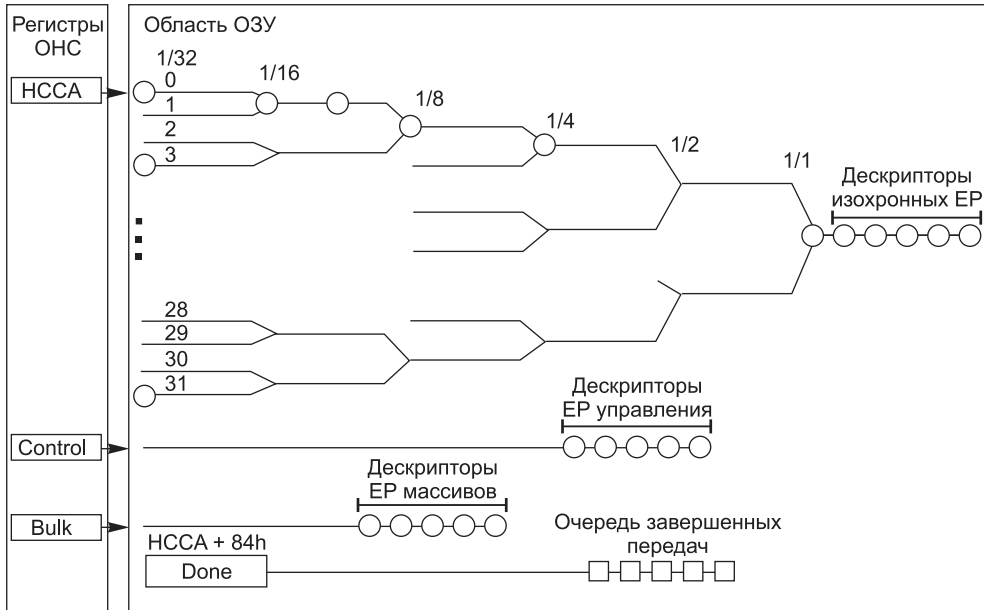 Регистры
ОНС
Область ОЗУ
1/32
0
1/16
HCCA
1
1/8
2
1/4
3
1/2
1/1
Дескрипторы
изохронных EP
28
29
30
31
Дескрипторы
EP управления
Control
Дескрипторы
EP массивов
Bulk
Очередь завершенных
передач
HCCA + 84h
Done